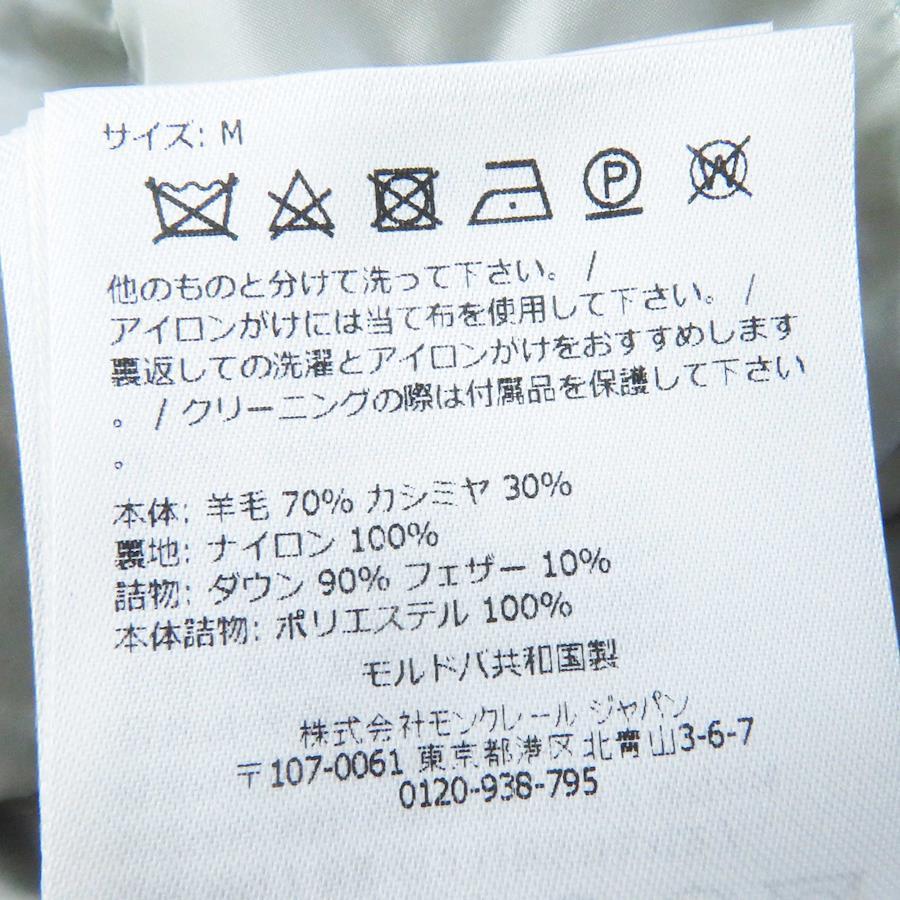 サイズ: M
P W
他のものと分けて洗って下さい。 /
アイロンがけには当て布を使用して下さい。 /
裏返しての洗濯とアイロンがけをおすすめします
。 / クリーニングの際は付属品を保護して下さい
。
本体: 羊毛 70% カシミヤ 30%
裏地: ナイロン 100%
詰物: ダウン 90% フェザー 10%
本体詰物: ポリエステル 100%
モルドバ共和国製
株式会社モンクレール ジャパン
〒107-0061 東京都港区北青山3-6-7
0120-938-795